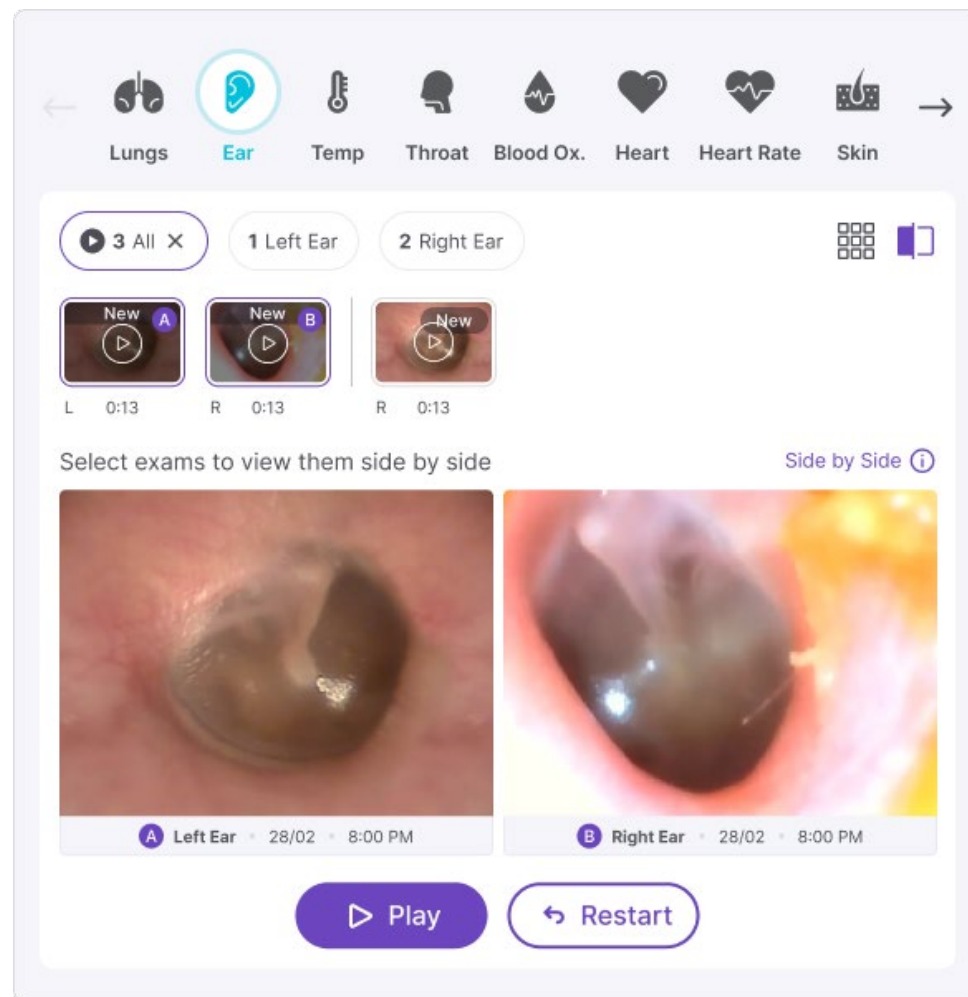 Lungs Ear Temp Throat Blood Ox. Heart Heart Rate Skin
3 All 1 Left Ear 2 Right Ear
New A New B New
L 0:13 R 0:13 R 0:13
Select exams to view them side by side Side by Side
A Left Ear 28/02 8:00 PM B Right Ear 28/02 8:00 PM
Play Restart